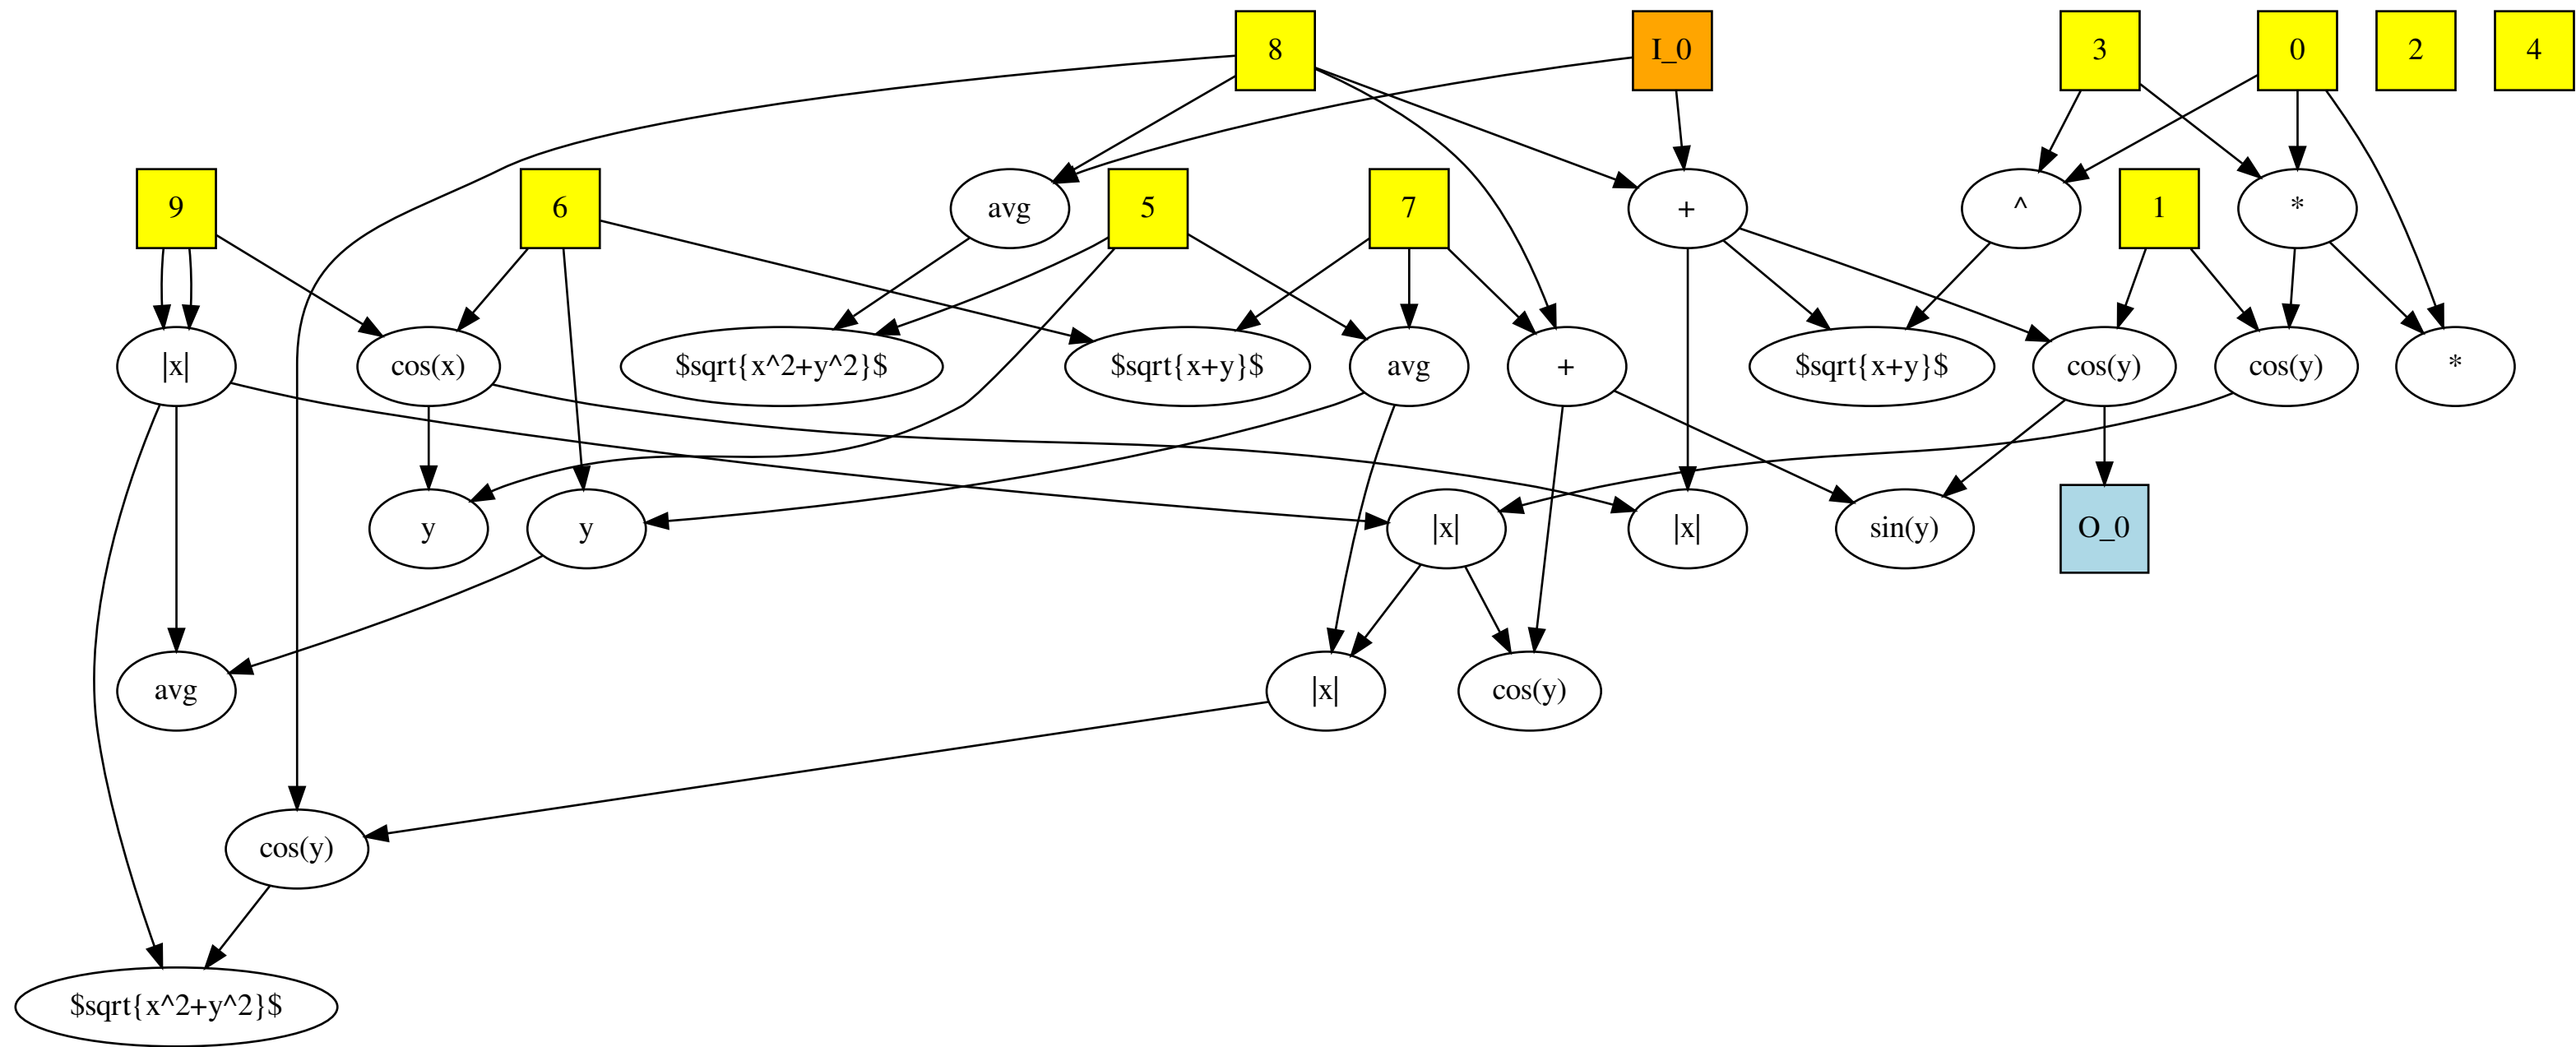 8
I_0
3
0
2
4
9
6
avg
5
7
+
^
1
*
|x|
cos(x)
$sqrt{x^2+y^2}$
$sqrt{x+y}$
avg
+
$sqrt{x+y}$
cos(y)
cos(y)
*
y
y
|x|
|x|
sin(y)
O_0
avg
|x|
cos(y)
cos(y)
$sqrt{x^2+y^2}$